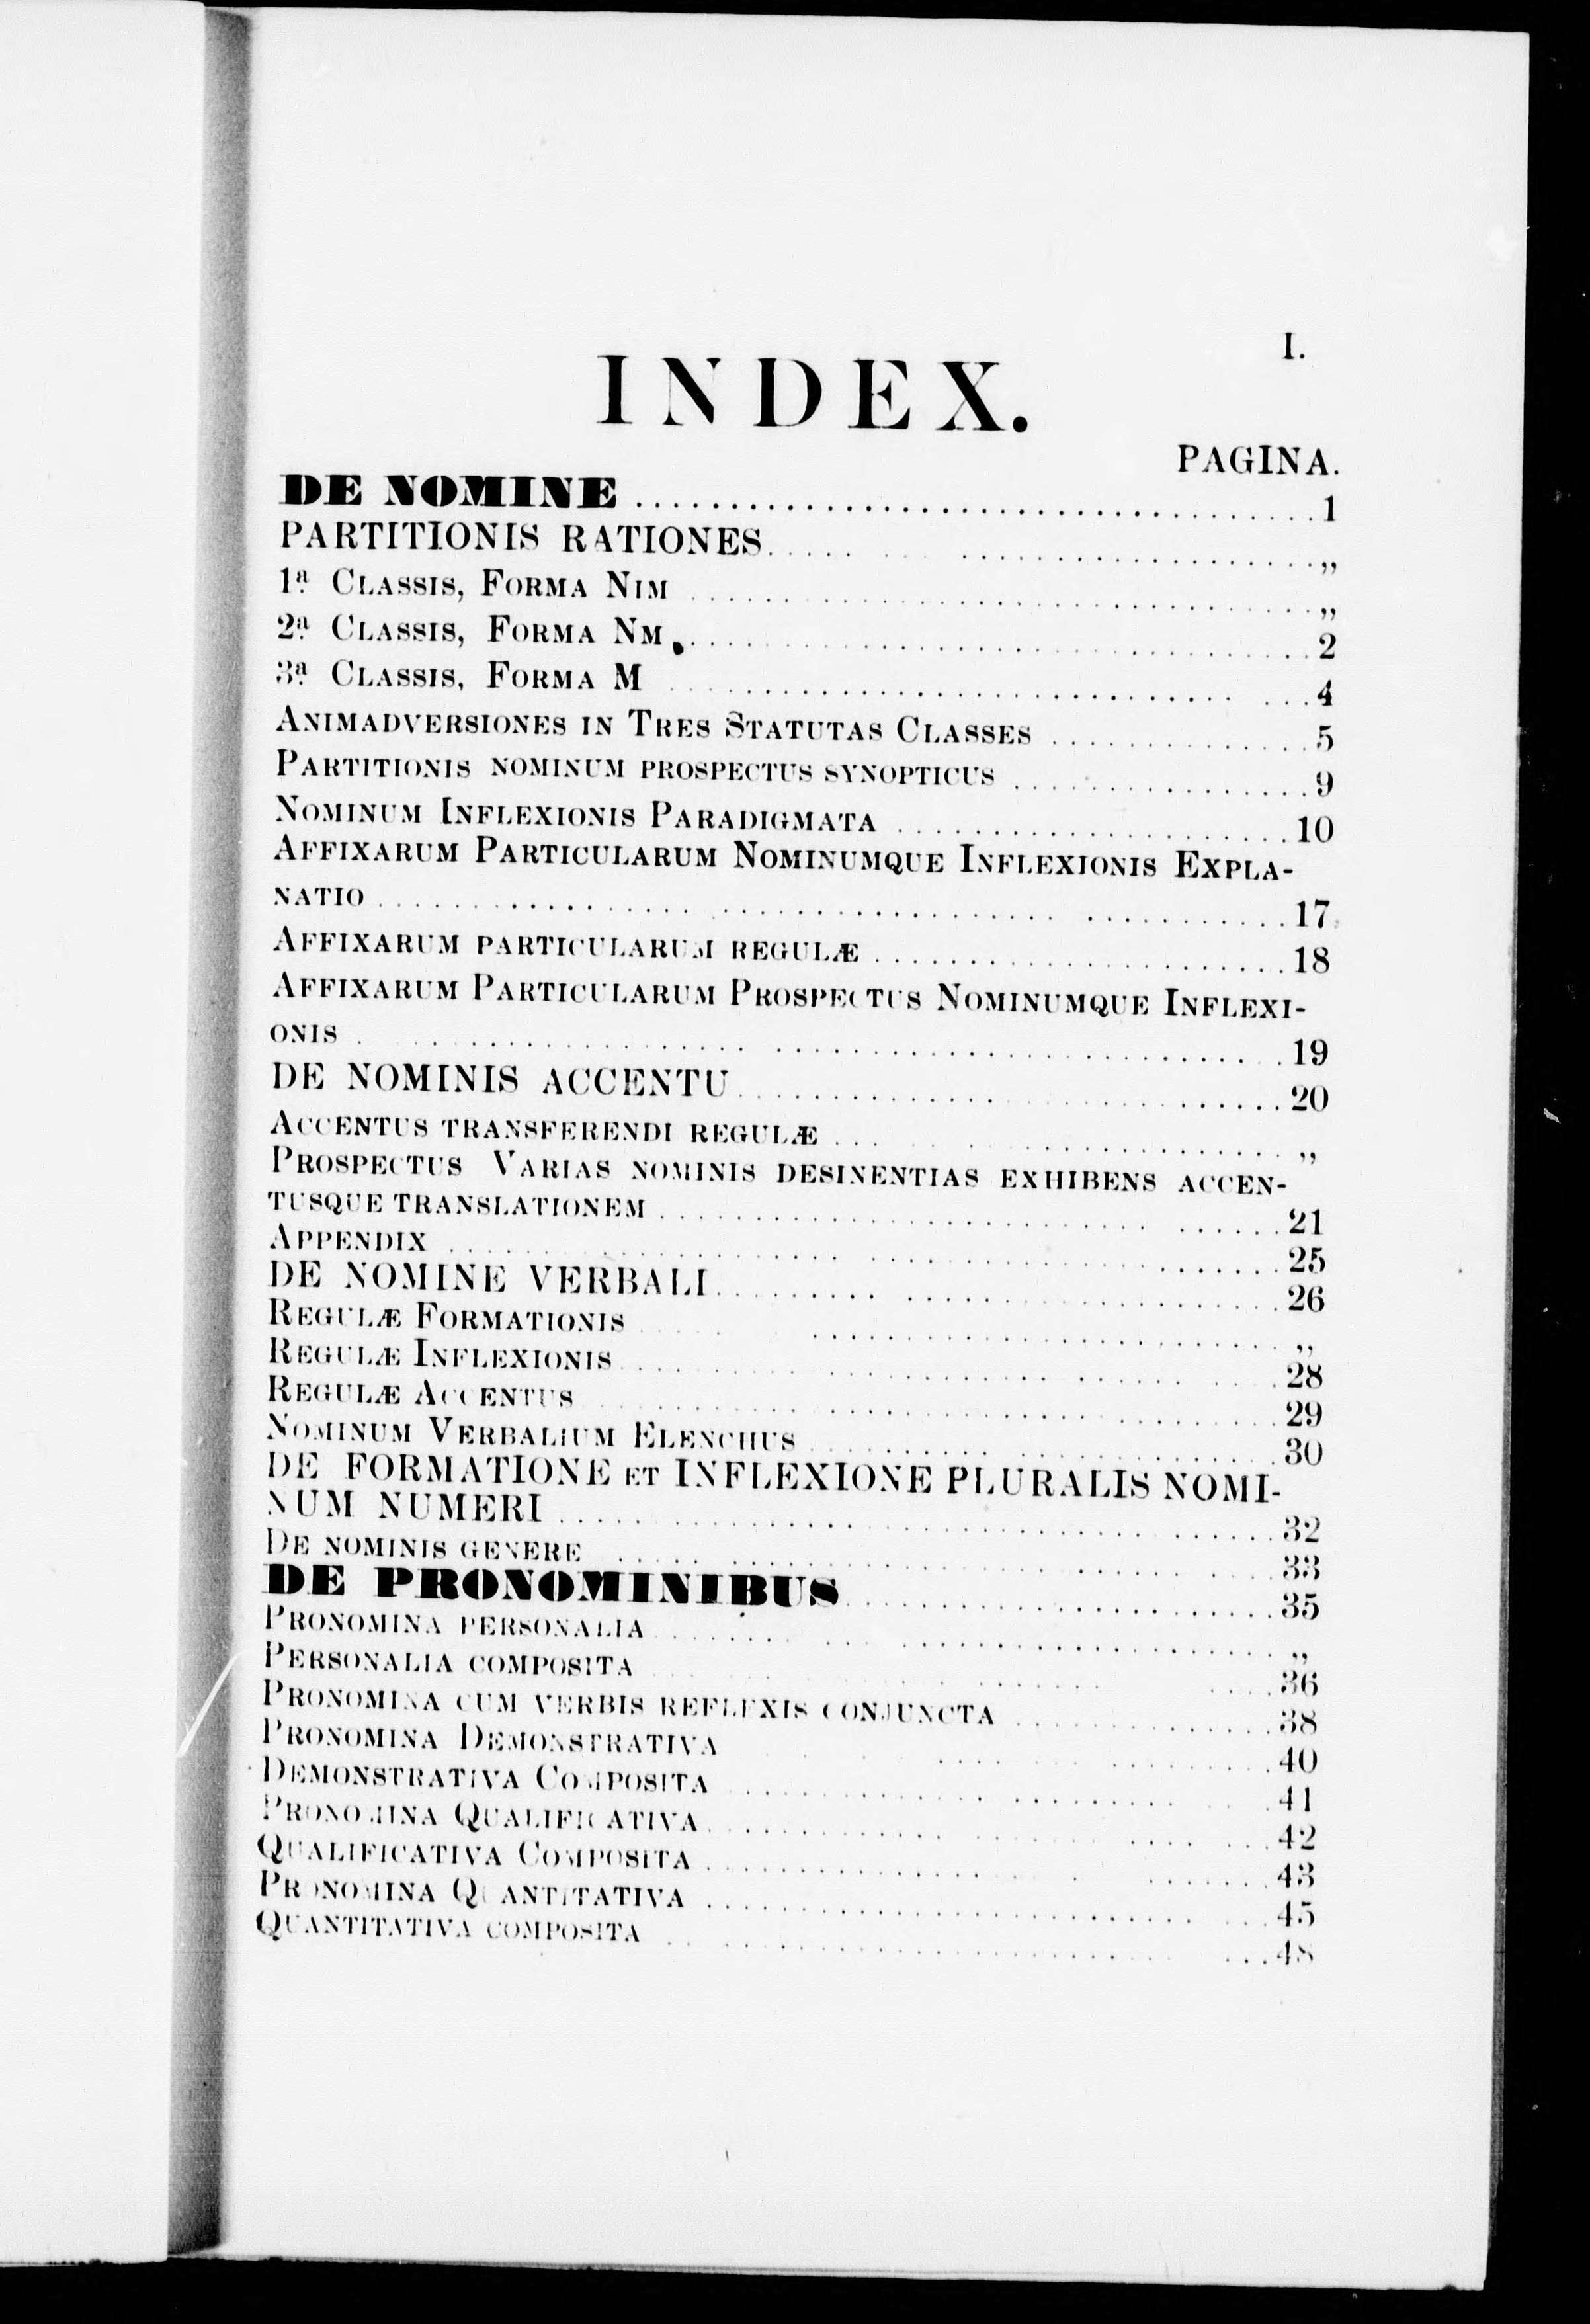 I.
INDEX.
PAGINA.
DE NOMINE ........................................ 1
PARTITIONIS RATIONES........................................ „
1ª Classis, Forma Nim ........................................ „
2ª Classis, Forma Nm ........................................ 2
3ª Classis, Forma M ........................................ 4
Animadversiones in Tres Statutas Classes ................ 5
Partitionis nominum prospectus synopticus ................ 9
Nominum Inflexionis Paradigmata ........................ 10
Affixarum Particularum Nominumque Inflexionis Expla-
natio ........................................ 17
Affixarum particularum regulæ ........................ 18
Affixarum Particularum Prospectus Nominumque Inflexi-
onis ........................................ 19
DE NOMINIS ACCENTU ................................ 20
Accentus transferendi regulæ ........................ „
Prospectus Varias nominis desinentias exhibens accen-
tusque translationem ................................ 21
Appendix ........................................ 25
DE NOMINE VERBALI................................ 26
Regulæ Formationis ................................ „
Regulæ Inflexionis ................................ 28
Regulæ Accentus ................................ 29
Nominum Verbalium Elenchus ........................ 30
DE FORMATIONE et INFLEXIONE PLURALIS NOMI-
NUM NUMERI ........................................ 32
De nominis genere ................................ 33
DE PRONOMINIBUS ................................ 35
Pronomina personalia ................................ „
Personalia composita ................................ 36
Pronomina cum verbis reflexis conjuncta ................ 38
Pronomina Demonstrativa ........................ 40
Demonstrativa Composita ........................ 41
Pronomina Qualificativa ........................ 42
Qualificativa Composita ........................ 43
Pronomina Quantitativa ........................ 45
Quantitativa composita ........................ 48